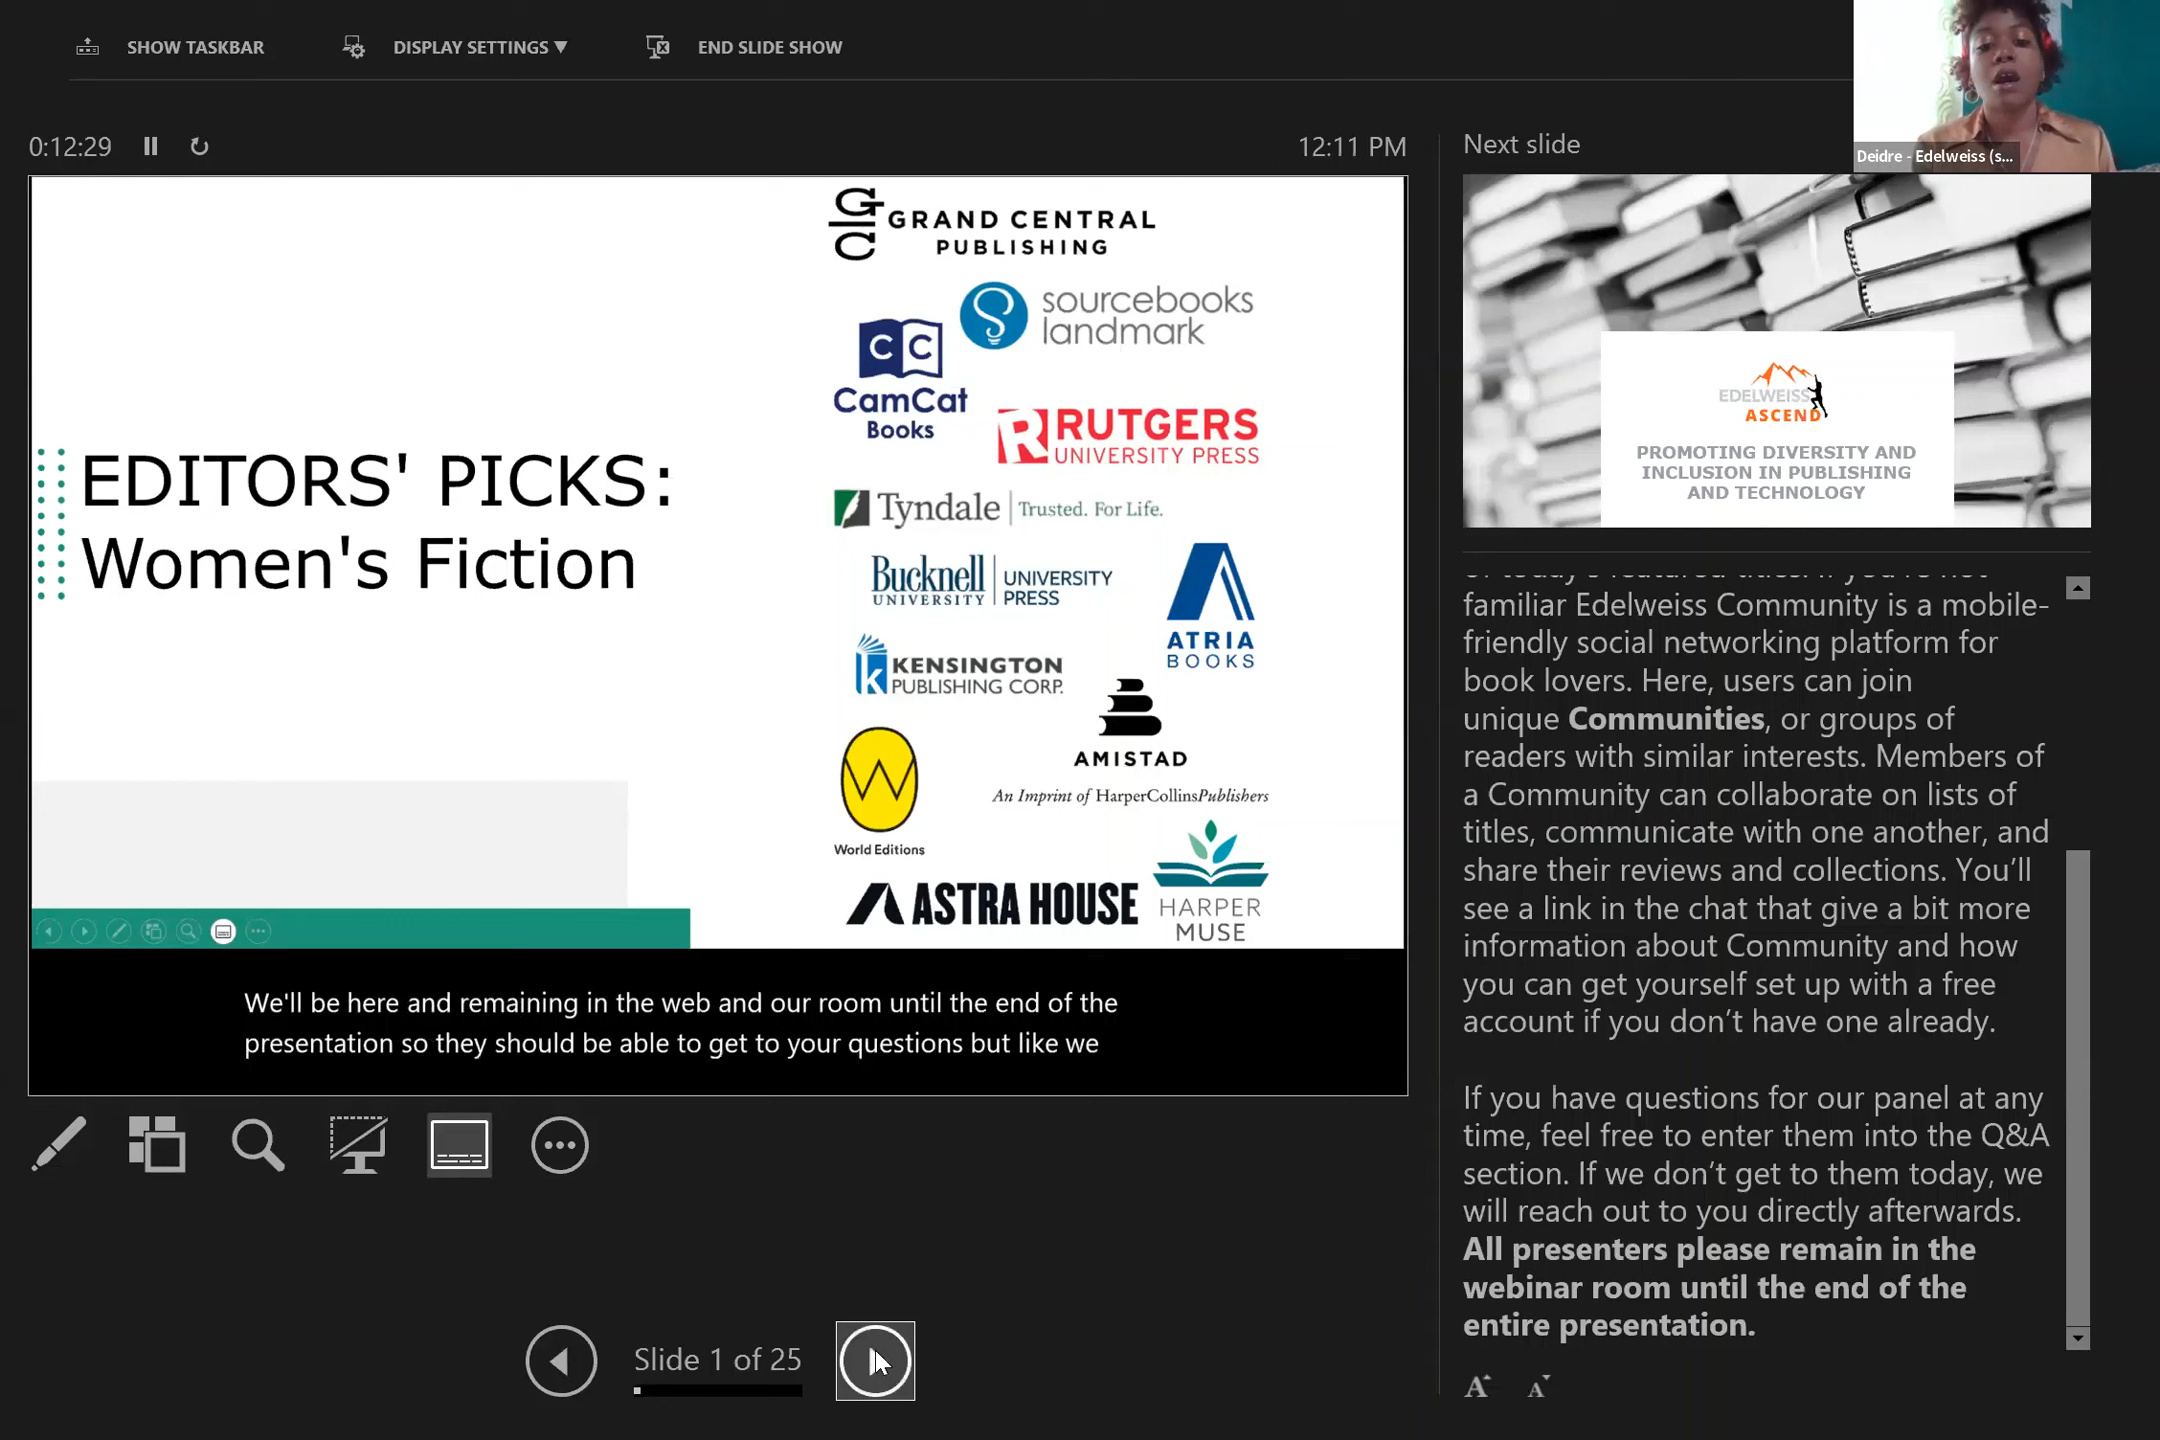 SHOW TASKBAR
DISPLAY SETTINGS ▼
END SLIDE SHOW
Deidre - Edelweiss (s...
0:12:29
12:11 PM
EDITORS' PICKS:
Women's Fiction
GRAND CENTRAL
PUBLISHING
sourcebooks
landmark
C C
CamCat
Books
RUTGERS
UNIVERSITY PRESS
Tyndale
Trusted. For Life.
Bucknell
UNIVERSITY
UNIVERSITY
PRESS
ATRIA
BOOKS
KENSINGTON
PUBLISHING CORP.
AMISTAD
An Imprint of HarperCollinsPublishers
World Editions
ASTRA HOUSE
HARPER
MUSE
We'll be here and remaining in the web and our room until the end of the
presentation so they should be able to get to your questions but like we
Slide 1 of 25
Next slide
EDELWEISS
ASCEND
PROMOTING DIVERSITY AND
INCLUSION IN PUBLISHING
AND TECHNOLOGY
of today's featured titles. If you're not
familiar Edelweiss Community is a mobile-
friendly social networking platform for
book lovers. Here, users can join
unique Communities, or groups of
readers with similar interests. Members of
a Community can collaborate on lists of
titles, communicate with one another, and
share their reviews and collections. You'll
see a link in the chat that give a bit more
information about Community and how
you can get yourself set up with a free
account if you don't have one already.
If you have questions for our panel at any
time, feel free to enter them into the Q&A
section. If we don't get to them today, we
will reach out to you directly afterwards.
All presenters please remain in the
webinar room until the end of the
entire presentation.
A A